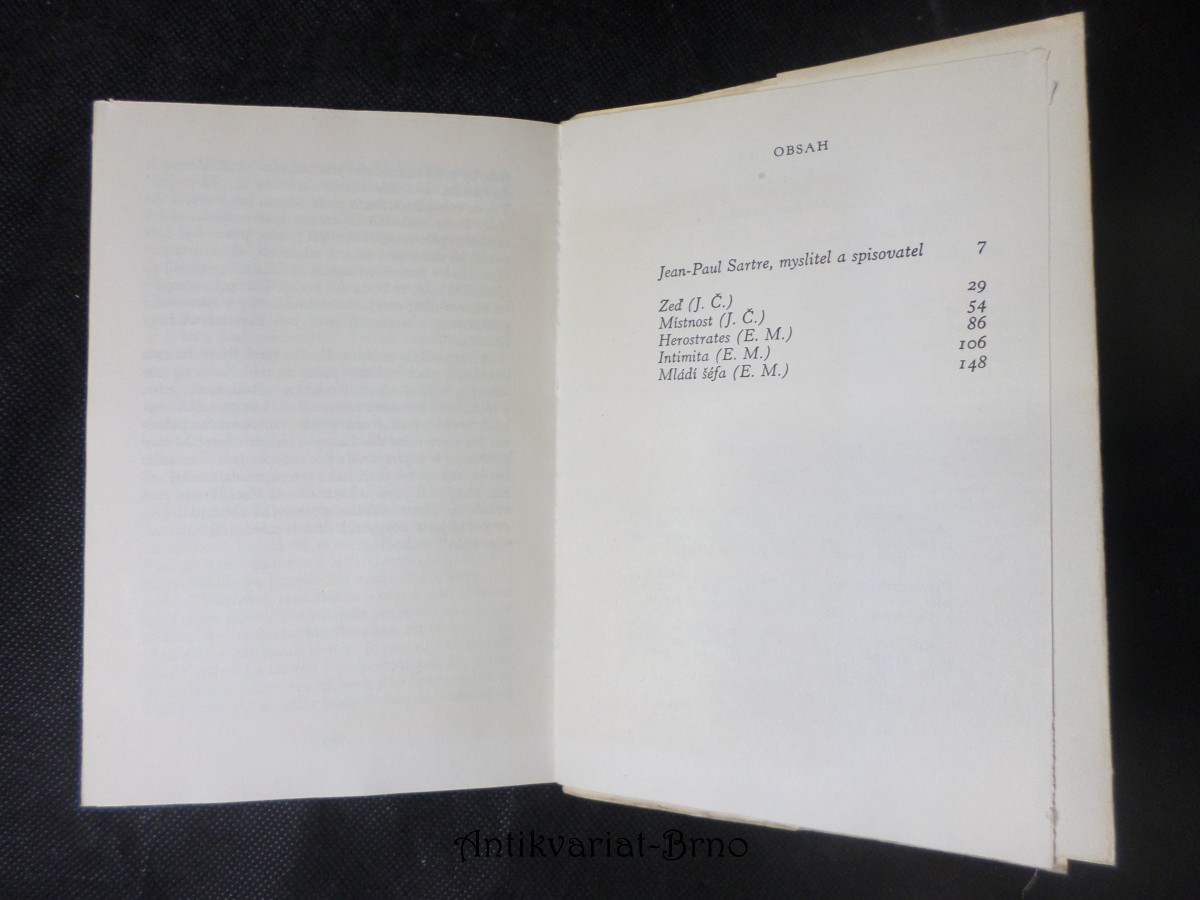 OBSAH
Jean-Paul Sartre, myslitel a spisovatel 7
Zeď (J. Č.) 29
Místnost (J. Č.) 54
Herostrates (E. M.) 86
Intimita (E. M.) 106
Mládí šéfa (E. M.) 148
Antikvariat-Brno